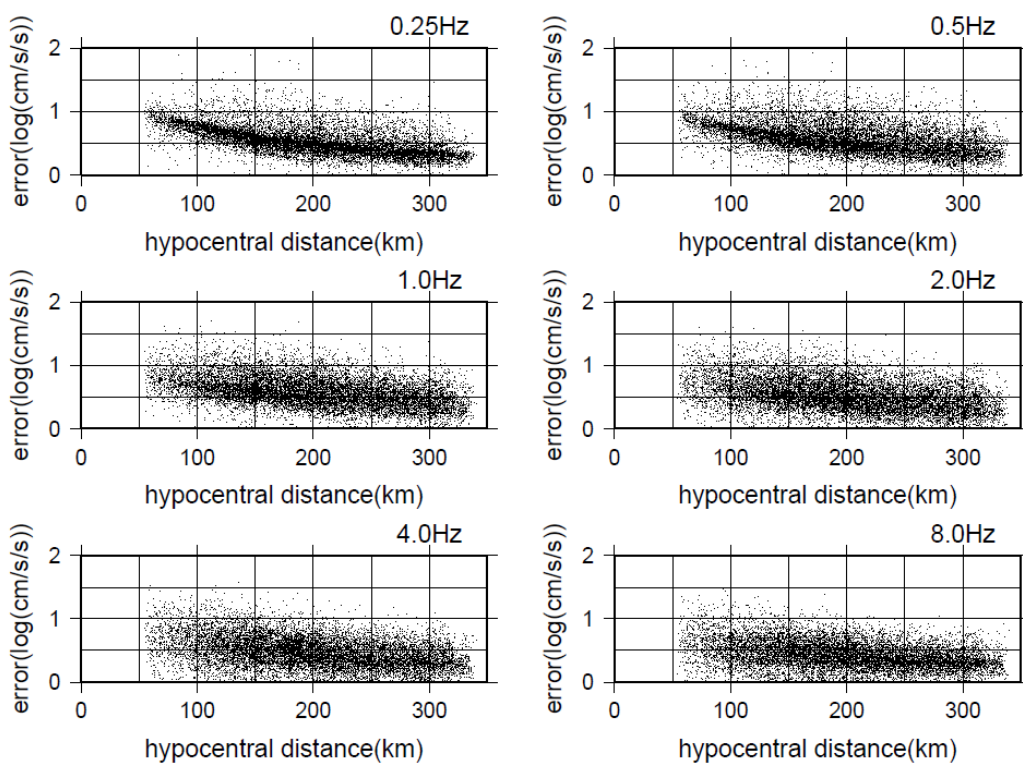 0.25Hz
error(log(cm/s/s))
2
1
0
0 100 200 300
hypocentral distance(km)
0.5Hz
error(log(cm/s/s))
2
1
0
0 100 200 300
hypocentral distance(km)
1.0Hz
error(log(cm/s/s))
2
1
0
0 100 200 300
hypocentral distance(km)
2.0Hz
error(log(cm/s/s))
2
1
0
0 100 200 300
hypocentral distance(km)
4.0Hz
error(log(cm/s/s))
2
1
0
0 100 200 300
hypocentral distance(km)
8.0Hz
error(log(cm/s/s))
2
1
0
0 100 200 300
hypocentral distance(km)